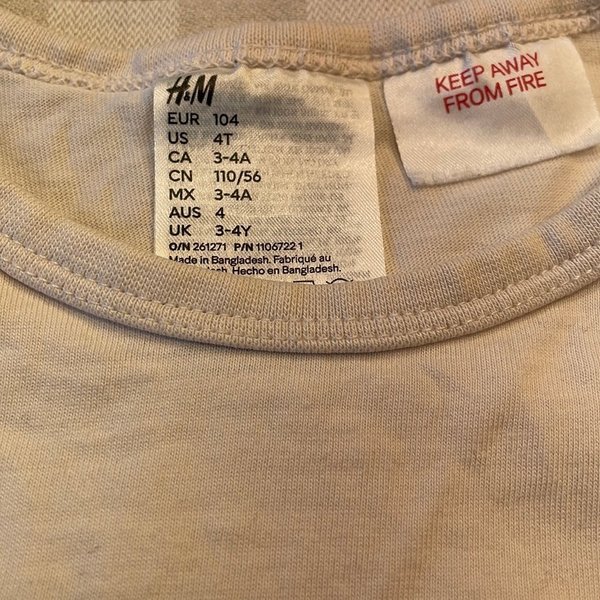 H&M
EUR 104
US 4T
CA 3-4A
CN 110/56
MX 3-4A
AUS 4
UK 3-4Y
O/N 261271 P/N 1106722 1
Made in Bangladesh. Fabriqué au
Hecho en Bangladesh.
KEEP AWAY
FROM FIRE